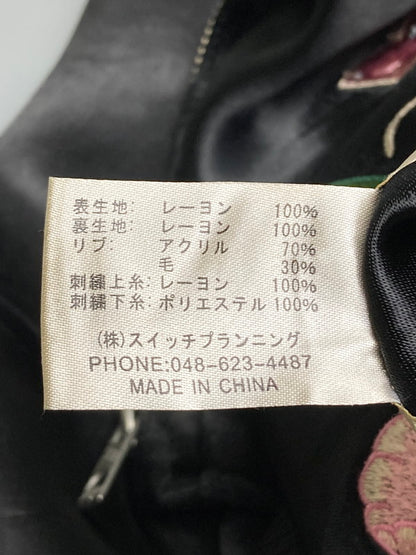 表生地: レーヨン 100%
裏生地: レーヨン 100%
リブ: アクリル 70%
毛 30%
刺繍上糸: レーヨン 100%
刺繍下糸: ポリエステル 100%
(株)スイッチプランニング
PHONE:048-623-4487
MADE IN CHINA